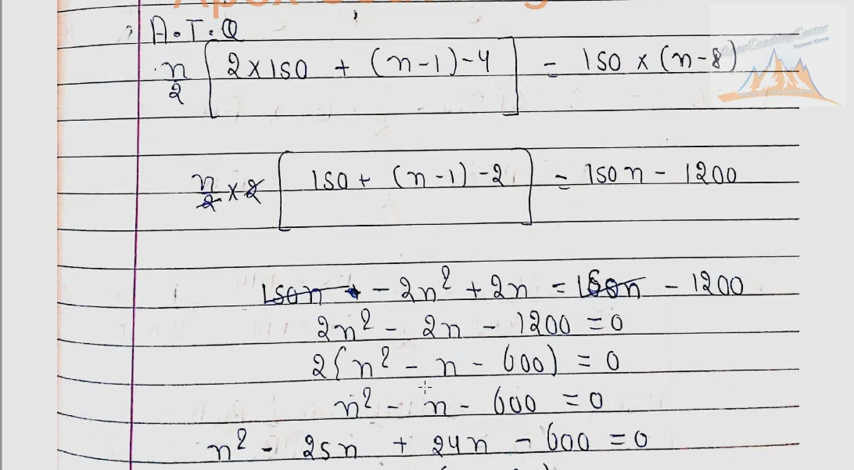 A.T.Q
n/2 [2×150 + (n-1)-4] = 150 × (n-8)
n/2 × 2 [150 + (n-1)-2] = 150n - 1200
150n + -2n² + 2n = 150n - 1200
2n² - 2n - 1200 = 0
2(n² - n - 600) = 0
n² - n - 600 = 0
n² - 25n + 24n - 600 = 0